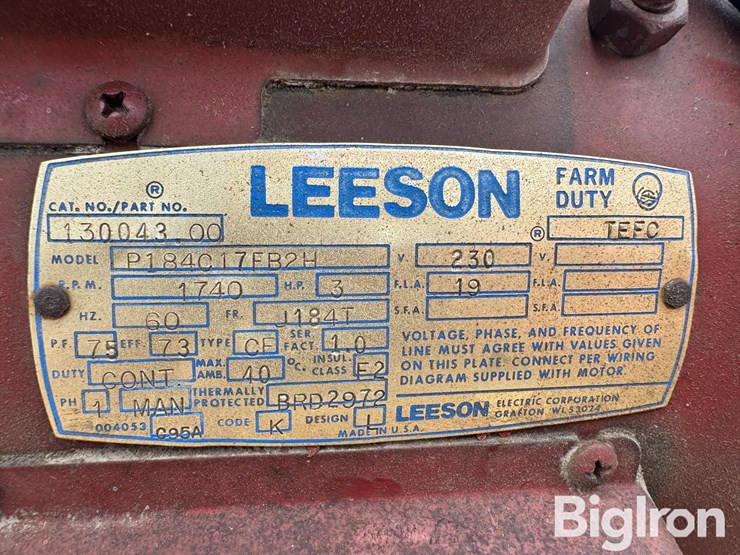 LEESON
®
FARM DUTY
CAT. NO./PART NO.
130043.00
® TEFC
MODEL P184C17FB2H V 230 V
R.P.M. 1740 H.P. 3 F.L.A. 19 F.L.A.
HZ. 60 FR. J184T S.F.A. S.F.A.
P.F. 75 EFF. 73 TYPE CF SER FACT. 1.0
DUTY CONT. MAX. AMB. 40 °C INSUL. CLASS F2
PH 1 MAN THERMALLY PROTECTED BRD2972
004053 C95A CODE K DESIGN L
MADE IN U.S.A.
VOLTAGE, PHASE, AND FREQUENCY OF
LINE MUST AGREE WITH VALUES GIVEN
ON THIS PLATE. CONNECT PER WIRING
DIAGRAM SUPPLIED WITH MOTOR.
LEESON ELECTRIC CORPORATION
GRAFTON, WI. 53024
BigIron